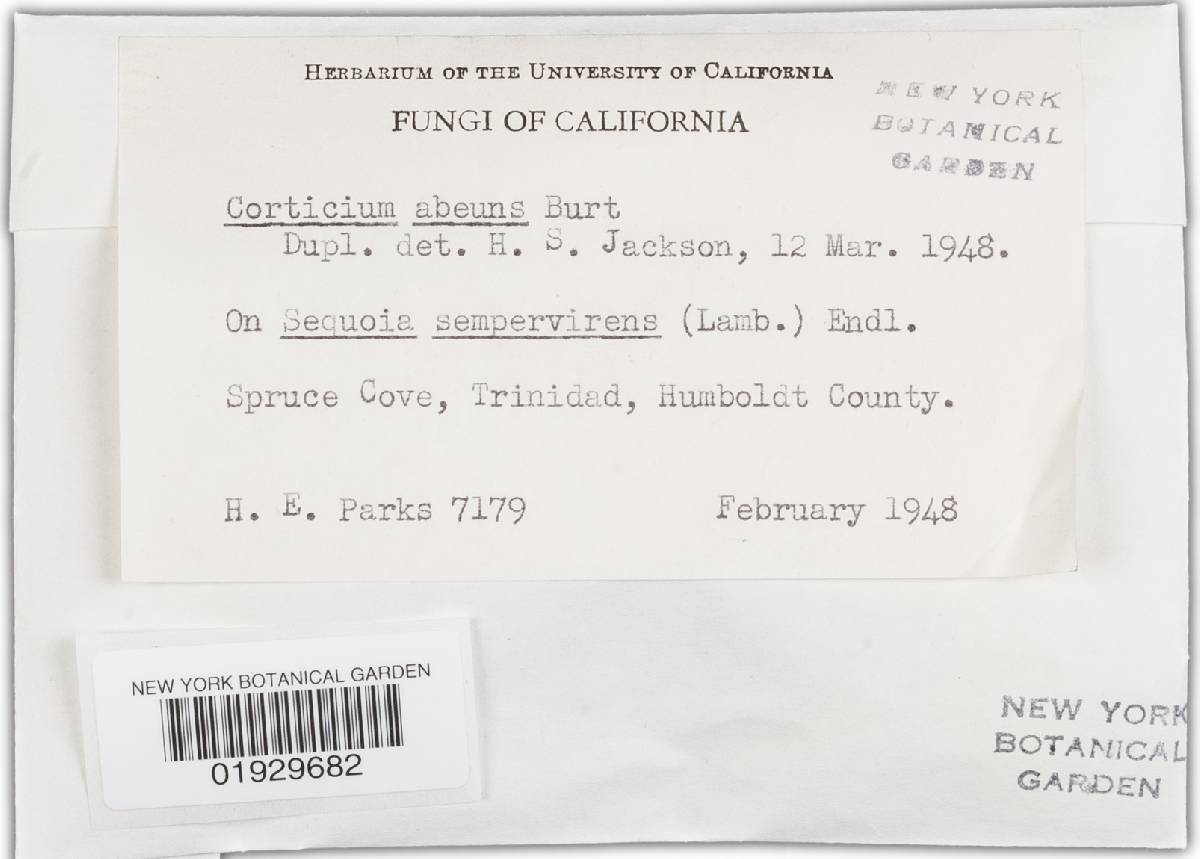 HERBARIUM OF THE UNIVERSITY OF CALIFORNIA
FUNGI OF CALIFORNIA
NEW YORK
BOTANICAL
GARDEN
Corticium abeuns Burt
Dupl. det. H. S. Jackson, 12 Mar. 1948.
On Sequoia sempervirens (Lamb.) Endl.
Spruce Cove, Trinidad, Humboldt County.
H. E. Parks 7179 February 1948
NEW YORK BOTANICAL GARDEN
01929682
NEW YORK
BOTANICAL
GARDEN